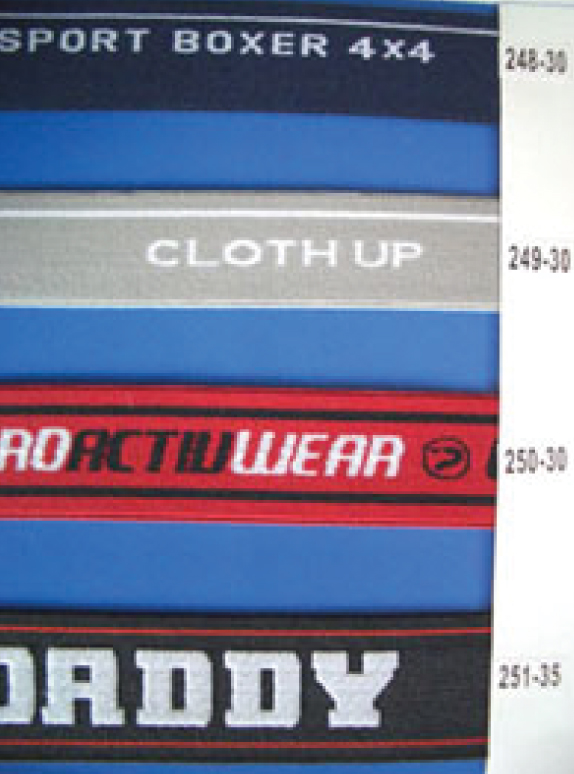 SPORT BOXER 4X4
248-30
CLOTH UP
249-30
ROACTIVWEAR
250-30
DADDY
251-35